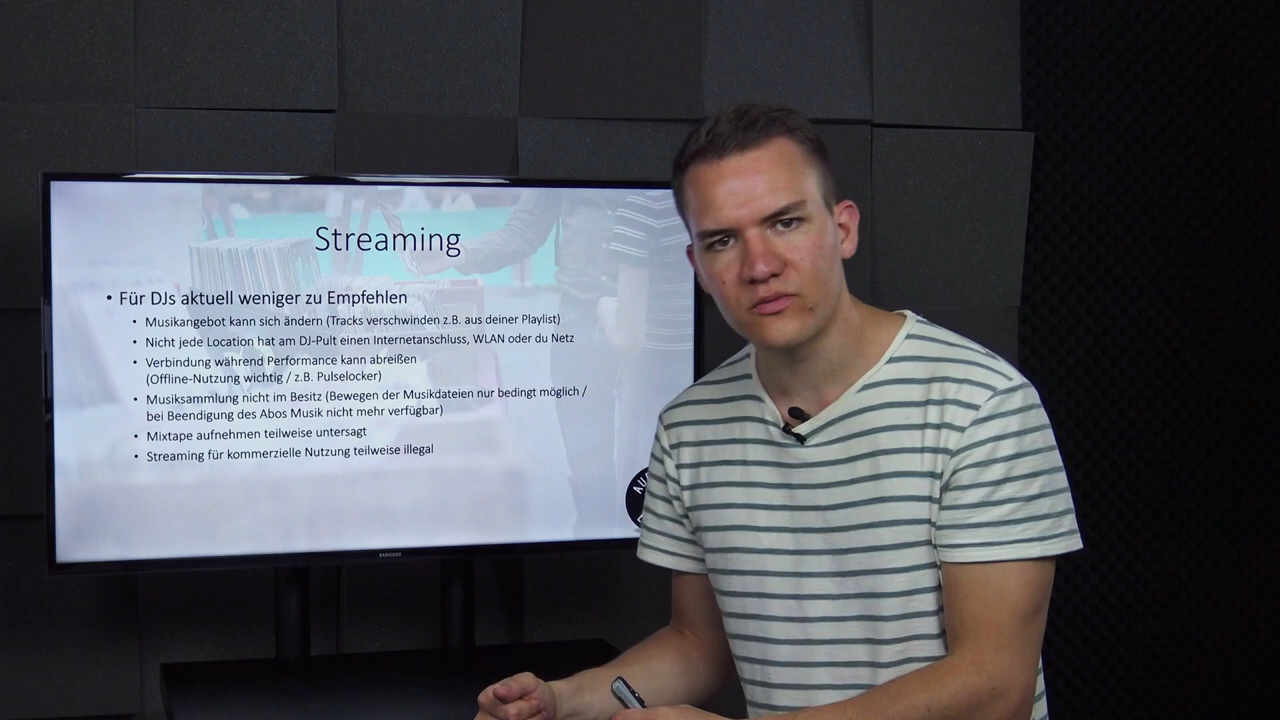 Streaming
• Für DJs aktuell weniger zu Empfehlen
• Musikangebot kann sich ändern (Tracks verschwinden z.B. aus deiner Playlist)
• Nicht jede Location hat am DJ-Pult einen Internetanschluss, WLAN oder du Netz
• Verbindung während Performance kann abreißen
(Offline-Nutzung wichtig / z.B. Pulselocker)
• Musiksammlung nicht im Besitz (Bewegen der Musikdateien nur bedingt möglich /
bei Beendigung des Abos Musik nicht mehr verfügbar)
• Mixtape aufnehmen teilweise untersagt
• Streaming für kommerzielle Nutzung teilweise illegal
SAMSUNG